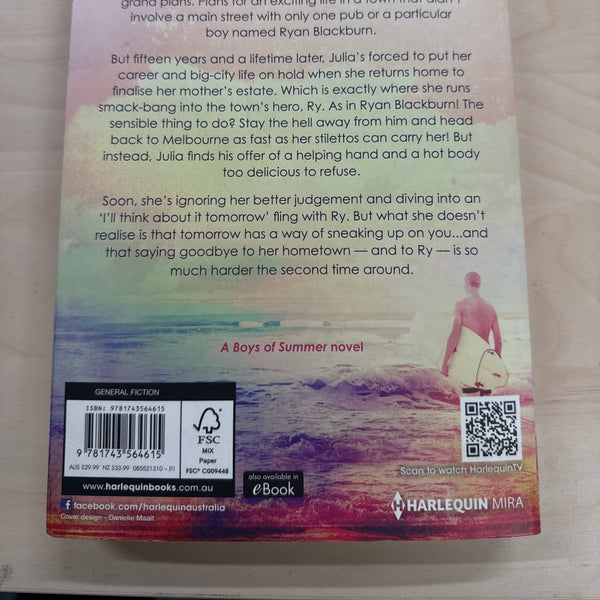 grand plans. Plans for an exciting life in a town that didn't
involve a main street with only one pub or a particular
boy named Ryan Blackburn.
But fifteen years and a lifetime later, Julia's forced to put her
career and big-city life on hold when she returns home to
finalise her mother's estate. Which is exactly where she runs
smack-bang into the town's hero, Ry. As in Ryan Blackburn! The
sensible thing to do? Stay the hell away from him and head
back to Melbourne as fast as her stilettos can carry her! But
instead, Julia finds his offer of a helping hand and a hot body
too delicious to refuse.
Soon, she's ignoring her better judgement and diving into an
'I'll think about it tomorrow' fling with Ry. But what she doesn't
realise is that tomorrow has a way of sneaking up on you...and
that saying goodbye to her hometown — and to Ry — is so
much harder the second time around.
A Boys of Summer novel
GENERAL FICTION
ISBN: 9781743564615
9 781743 564615
AUS $29.99 NZ $33.99 085521310 – (F)
FSC
MIX
Paper
FSC® C009448
www.harlequinbooks.com.au
also available in
eBook
Scan to watch HarlequinTV
facebook.com/harlequinaustralia
HARLEQUIN MIRA
Cover design - Danielle Maait